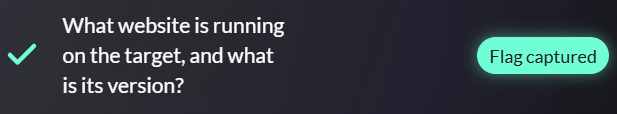 What website is running
on the target, and what
is its version?
Flag captured